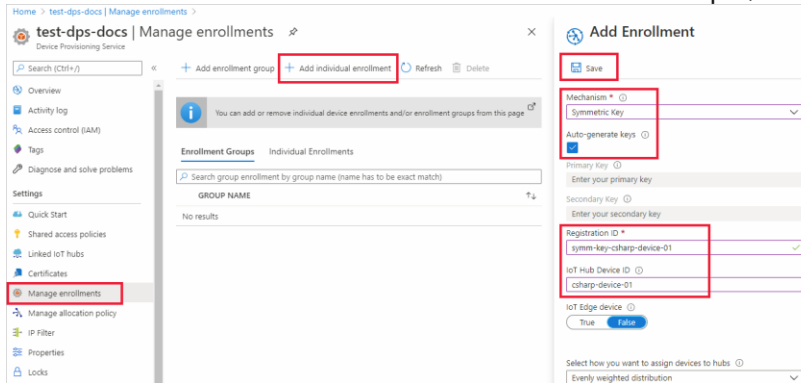 Home > test-dps-docs | Manage enrollments >
test-dps-docs | Manage enrollments
Device Provisioning Service
Search (Ctrl+/)
Overview
Activity log
Access control (IAM)
Tags
Diagnose and solve problems
Settings
Quick Start
Shared access policies
Linked IoT hubs
Certificates
Manage enrollments
Manage allocation policy
IP Filter
Properties
Locks
Add enrollment group
Add individual enrollment
Refresh
Delete
You can add or remove individual device enrollments and/or enrollment groups from this page
Enrollment Groups
Individual Enrollments
Search group enrollment by group name (name has to be exact match)
GROUP NAME
No results
Add Enrollment
Save
Mechanism *
Symmetric Key
Auto-generate keys
Primary Key
Enter your primary key
Secondary Key
Enter your secondary key
Registration ID *
symm-key-csharp-device-01
IoT Hub Device ID
csharp-device-01
IoT Edge device
True False
Select how you want to assign devices to hubs
Evenly weighted distribution